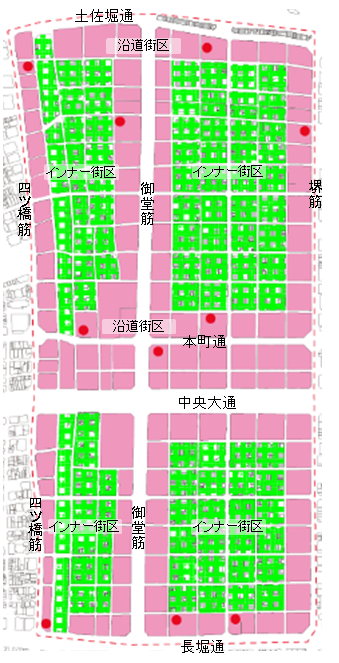 土佐堀通
沿道街区
インナー街区
インナー街区
四ツ橋筋
御堂筋
堺筋
沿道街区
本町通
中央大通
四ツ橋筋
御堂筋
インナー街区
インナー街区
長堀通